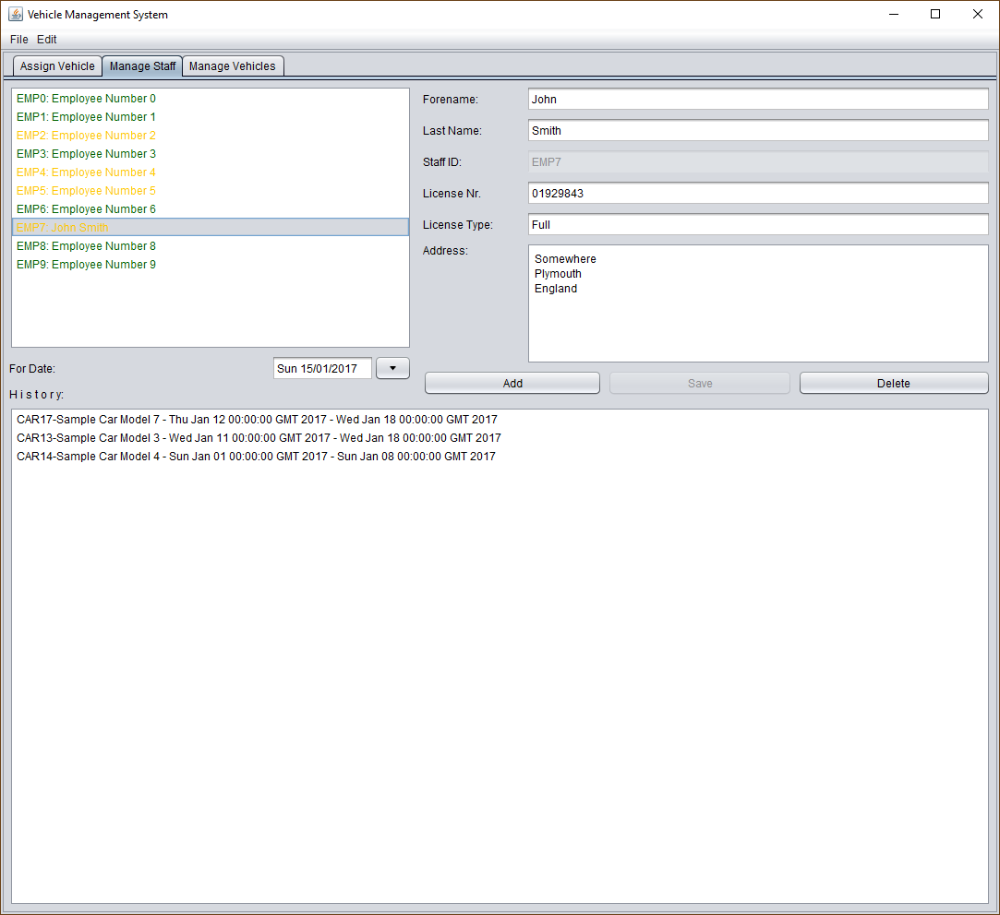 Vehicle Management System
File Edit
Assign Vehicle Manage Staff Manage Vehicles
EMP0: Employee Number 0
EMP1: Employee Number 1
EMP2: Employee Number 2
EMP3: Employee Number 3
EMP4: Employee Number 4
EMP5: Employee Number 5
EMP6: Employee Number 6
EMP7: John Smith
EMP8: Employee Number 8
EMP9: Employee Number 9
Forename: John
Last Name: Smith
Staff ID: EMP7
License Nr. 01929843
License Type: Full
Address:
Somewhere
Plymouth
England
For Date: Sun 15/01/2017
Add Save Delete
History:
CAR17-Sample Car Model 7 - Thu Jan 12 00:00:00 GMT 2017 - Wed Jan 18 00:00:00 GMT 2017
CAR13-Sample Car Model 3 - Wed Jan 11 00:00:00 GMT 2017 - Wed Jan 18 00:00:00 GMT 2017
CAR14-Sample Car Model 4 - Sun Jan 01 00:00:00 GMT 2017 - Sun Jan 08 00:00:00 GMT 2017